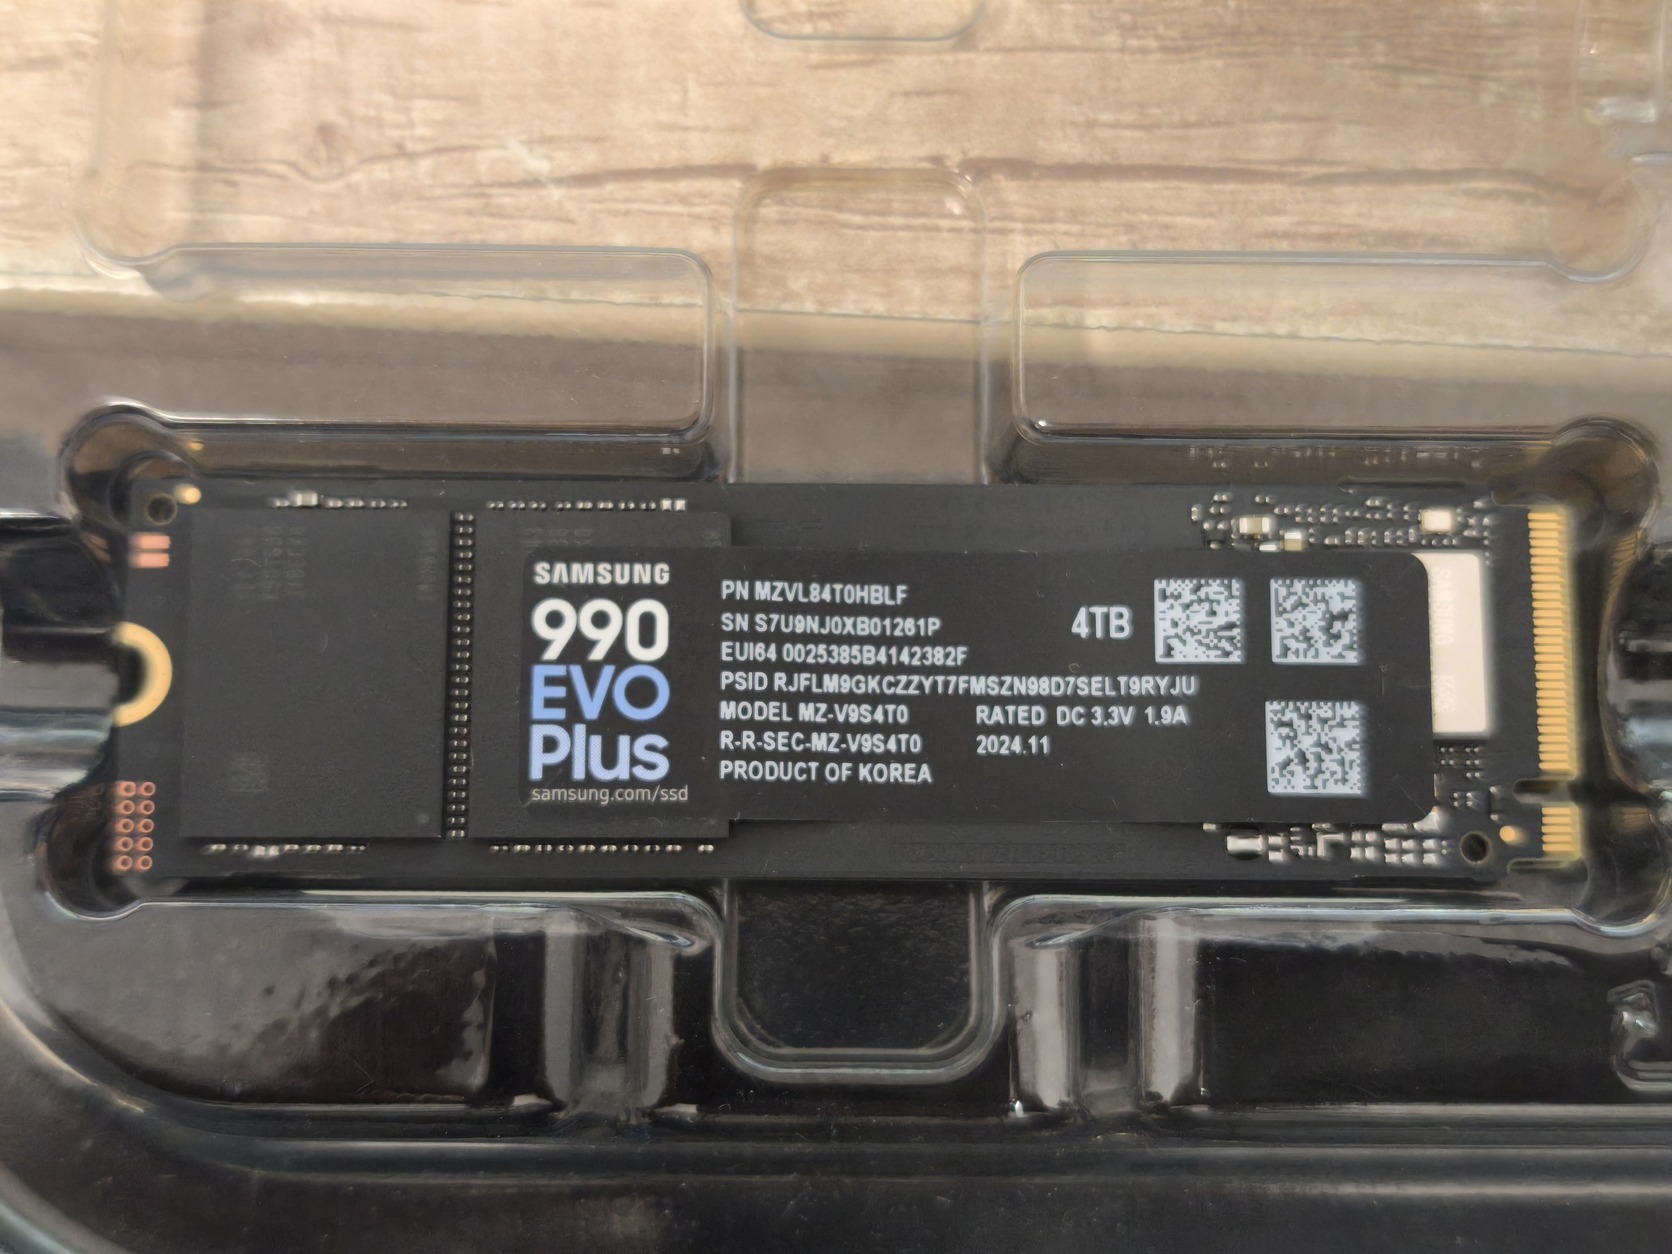 SAMSUNG
990
EVO
Plus
samsung.com/ssd
PN MZVL84T0HBLF
SN S7U9NJ0XB01261P
EUI64 0025385B4142382F
PSID RJFLM9GKCZZYT7FMSZN98D7SELT9RYJU
MODEL MZ-V9S4T0 RATED DC 3.3V 1.9A
R-R-SEC-MZ-V9S4T0 2024.11
PRODUCT OF KOREA
4TB